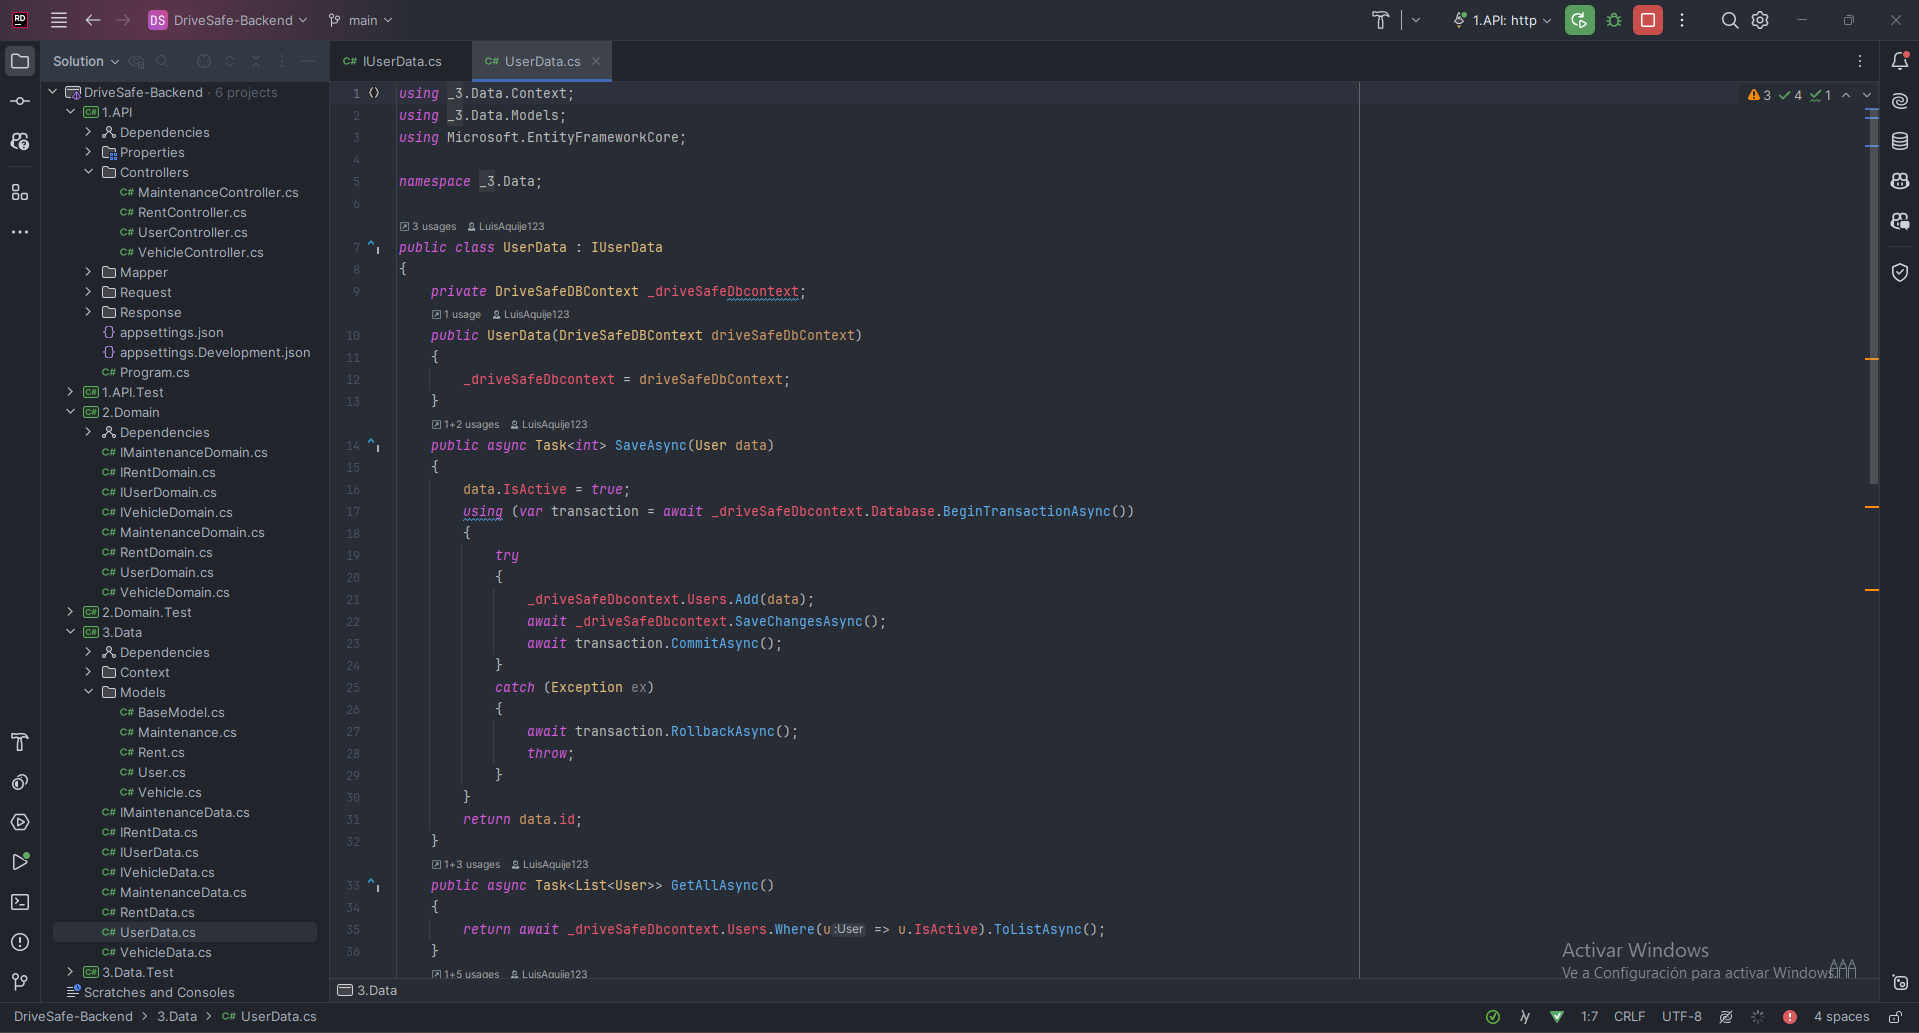 RD DS DriveSafe-Backend main 1.API: http
Solution
IUserData.cs UserData.cs
DriveSafe-Backend · 6 projects
1.API
Dependencies
Properties
Controllers
C# MaintenanceController.cs
C# RentController.cs
C# UserController.cs
C# VehicleController.cs
Mapper
Request
Response
appsettings.json
appsettings.Development.json
C# Program.cs
C# 1.API.Test
C# 2.Domain
Dependencies
C# IMaintenanceDomain.cs
C# IRentDomain.cs
C# IUserDomain.cs
C# IVehicleDomain.cs
C# MaintenanceDomain.cs
C# RentDomain.cs
C# UserDomain.cs
C# VehicleDomain.cs
C# 2.Domain.Test
C# 3.Data
Dependencies
Context
Models
C# BaseModel.cs
C# Maintenance.cs
C# Rent.cs
C# User.cs
C# Vehicle.cs
C# IMaintenanceData.cs
C# IRentData.cs
C# IUserData.cs
C# IVehicleData.cs
C# MaintenanceData.cs
C# RentData.cs
C# UserData.cs
C# VehicleData.cs
C# 3.Data.Test
Scratches and Consoles
1 using _3.Data.Context;
3 4 1
2 using _3.Data.Models;
3 using Microsoft.EntityFrameworkCore;
4
5 namespace _3.Data;
6
3 usages LuisAquije123
7 public class UserData : IUserData
8 {
9 private DriveSafeDBContext _driveSafeDbcontext;
1 usage LuisAquije123
10 public UserData(DriveSafeDBContext driveSafeDbContext)
11 {
12 _driveSafeDbcontext = driveSafeDbContext;
13 }
1+2 usages LuisAquije123
14 public async Task<int> SaveAsync(User data)
15 {
16 data.IsActive = true;
17 using (var transaction = await _driveSafeDbcontext.Database.BeginTransactionAsync())
18 {
19 try
20 {
21 _driveSafeDbcontext.Users.Add(data);
22 await _driveSafeDbcontext.SaveChangesAsync();
23 await transaction.CommitAsync();
24 }
25 catch (Exception ex)
26 {
27 await transaction.RollbackAsync();
28 throw;
29 }
30 }
31 return data.id;
32 }
1+3 usages LuisAquije123
33 public async Task<List<User>> GetAllAsync()
34 {
35 return await _driveSafeDbcontext.Users.Where(u :User => u.IsActive).ToListAsync();
36 }
1+5 usages LuisAquije123
Activar Windows
Ve a Configuración para activar Windows.
3.Data
DriveSafe-Backend > 3.Data > C# UserData.cs 1:7 CRLF UTF-8 4 spaces